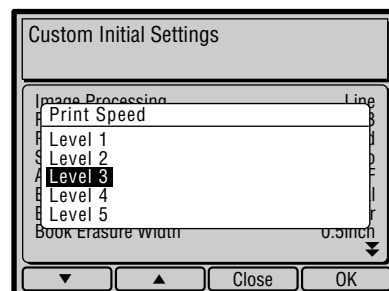 Custom Initial Settings
Image Processing Line
Print Speed
Level 1
Level 2
Level 3
Level 4
Level 5
Book Erasure Width 0.5inch
Close OK